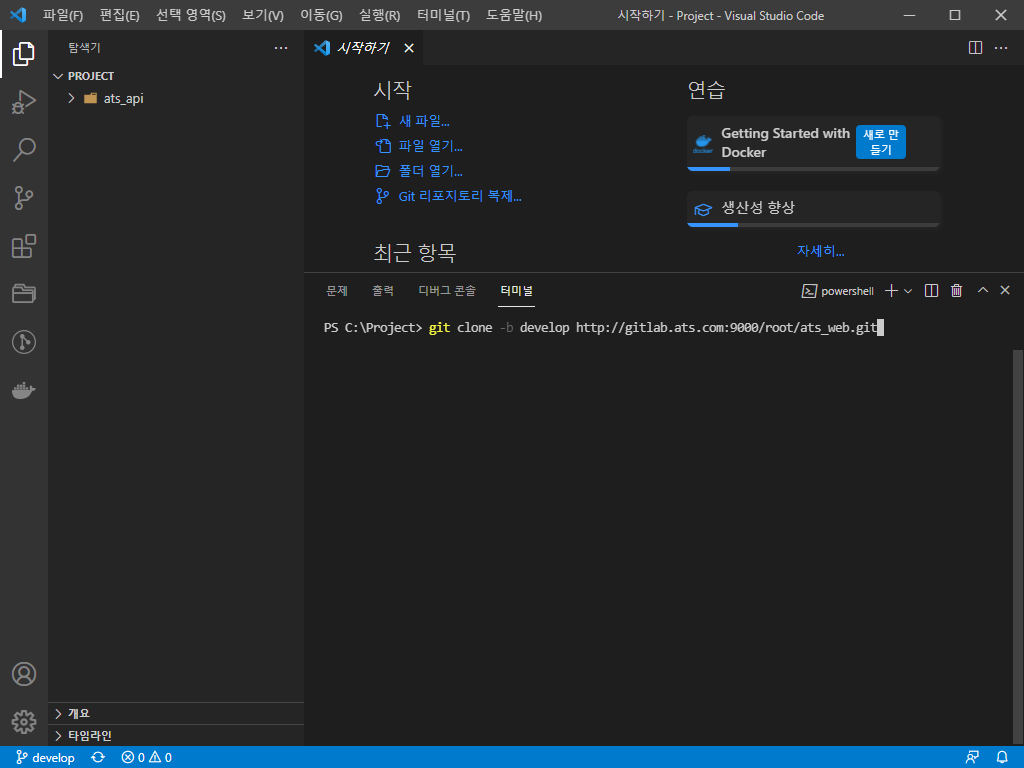 파일(F) 편집(E) 선택 영역(S) 보기(V) 이동(G) 실행(R) 터미널(T) 도움말(H) 시작하기 - Project - Visual Studio Code
탐색기
시작하기
PROJECT
ats_api
시작
새 파일...
파일 열기...
폴더 열기...
Git 리포지토리 복제...
최근 항목
연습
Getting Started with Docker
docker
새로 만
들기
생산성 향상
자세히...
문제 출력 디버그 콘솔 터미널 powershell
PS C:\Project> git clone -b develop http://gitlab.ats.com:9000/root/ats_web.git
개요
타임라인
develop 0 0